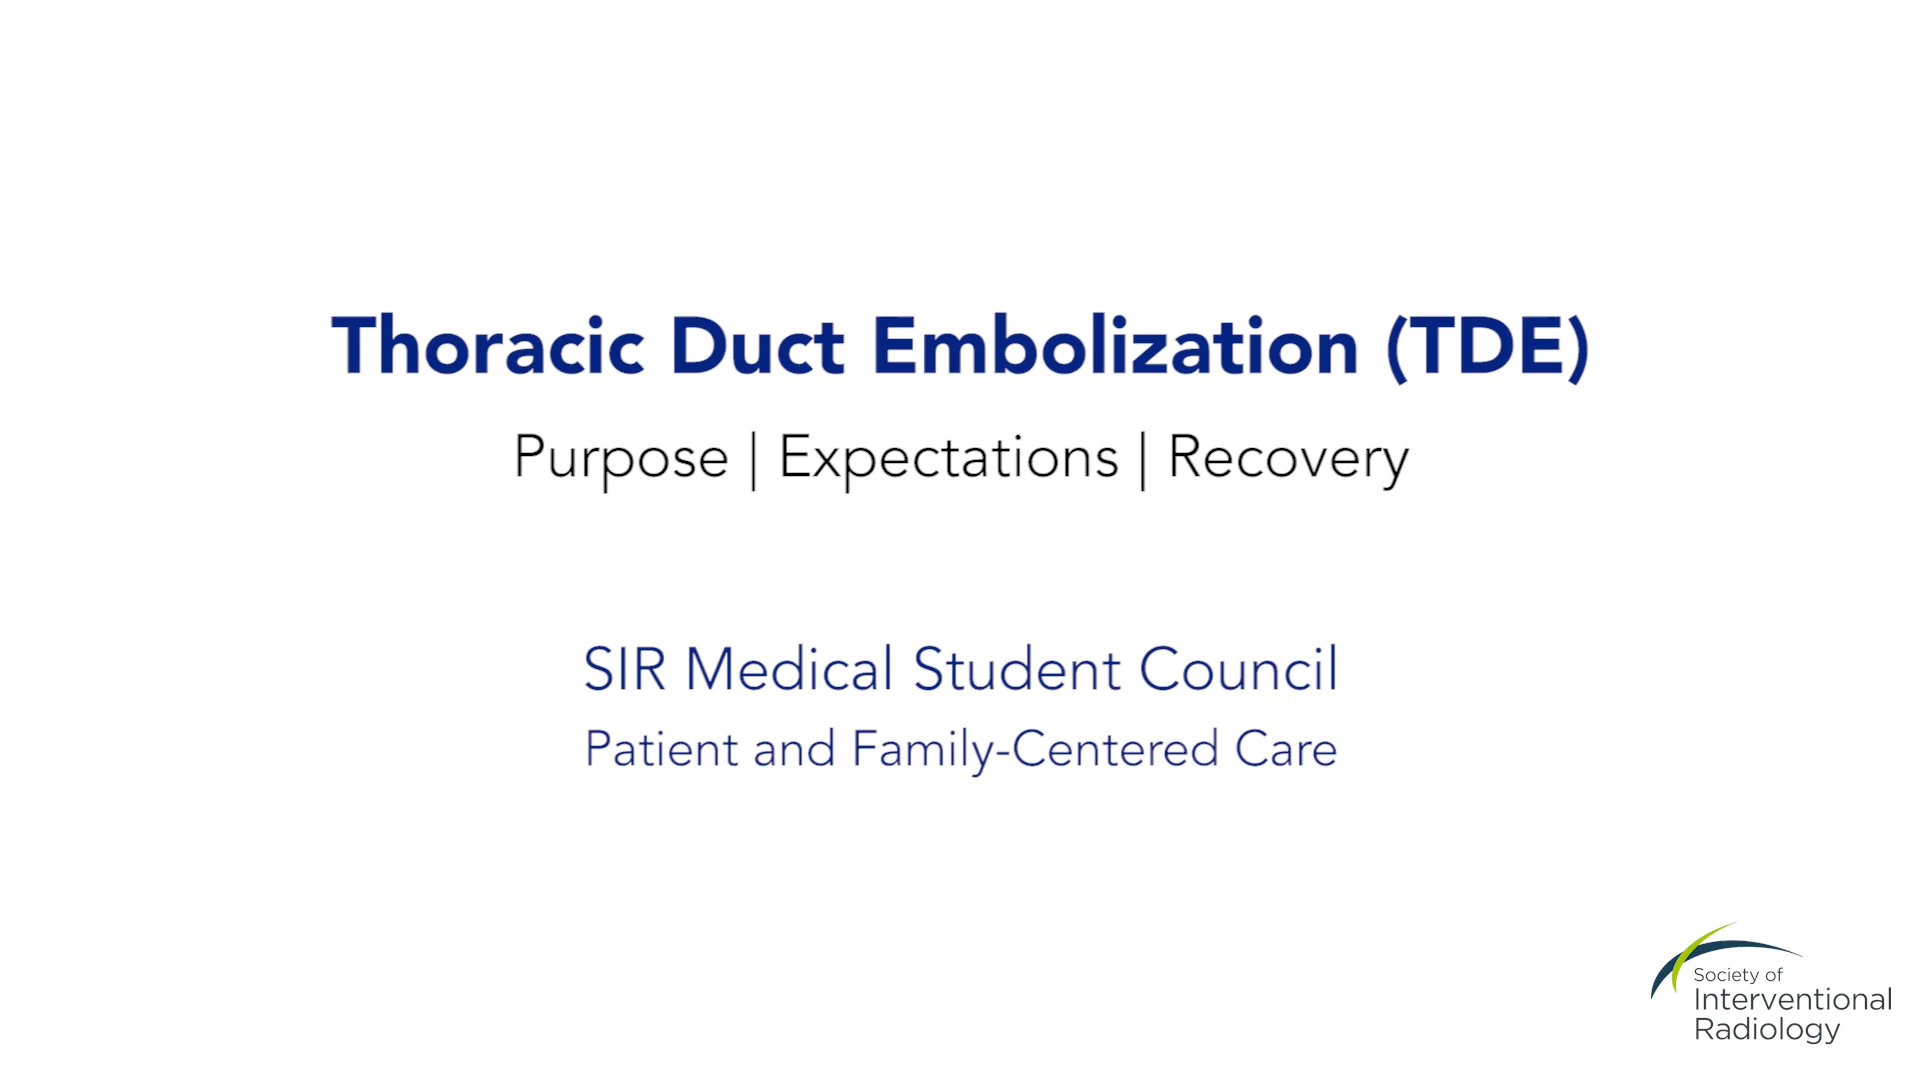 Thoracic Duct Embolization (TDE)
Purpose | Expectations | Recovery
SIR Medical Student Council
Patient and Family-Centered Care
Society of
Interventional
Radiology